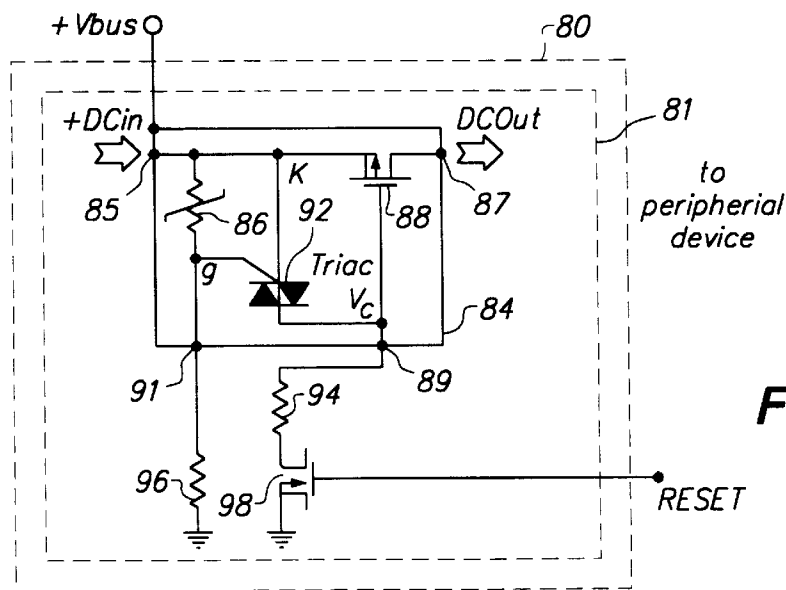 +Vbus
80
+DCin
DCOut
81
85
K
88
87
to
peripherial
device
86
92
g
Triac
Vc
84
91
89
94
F
96
98
RESET